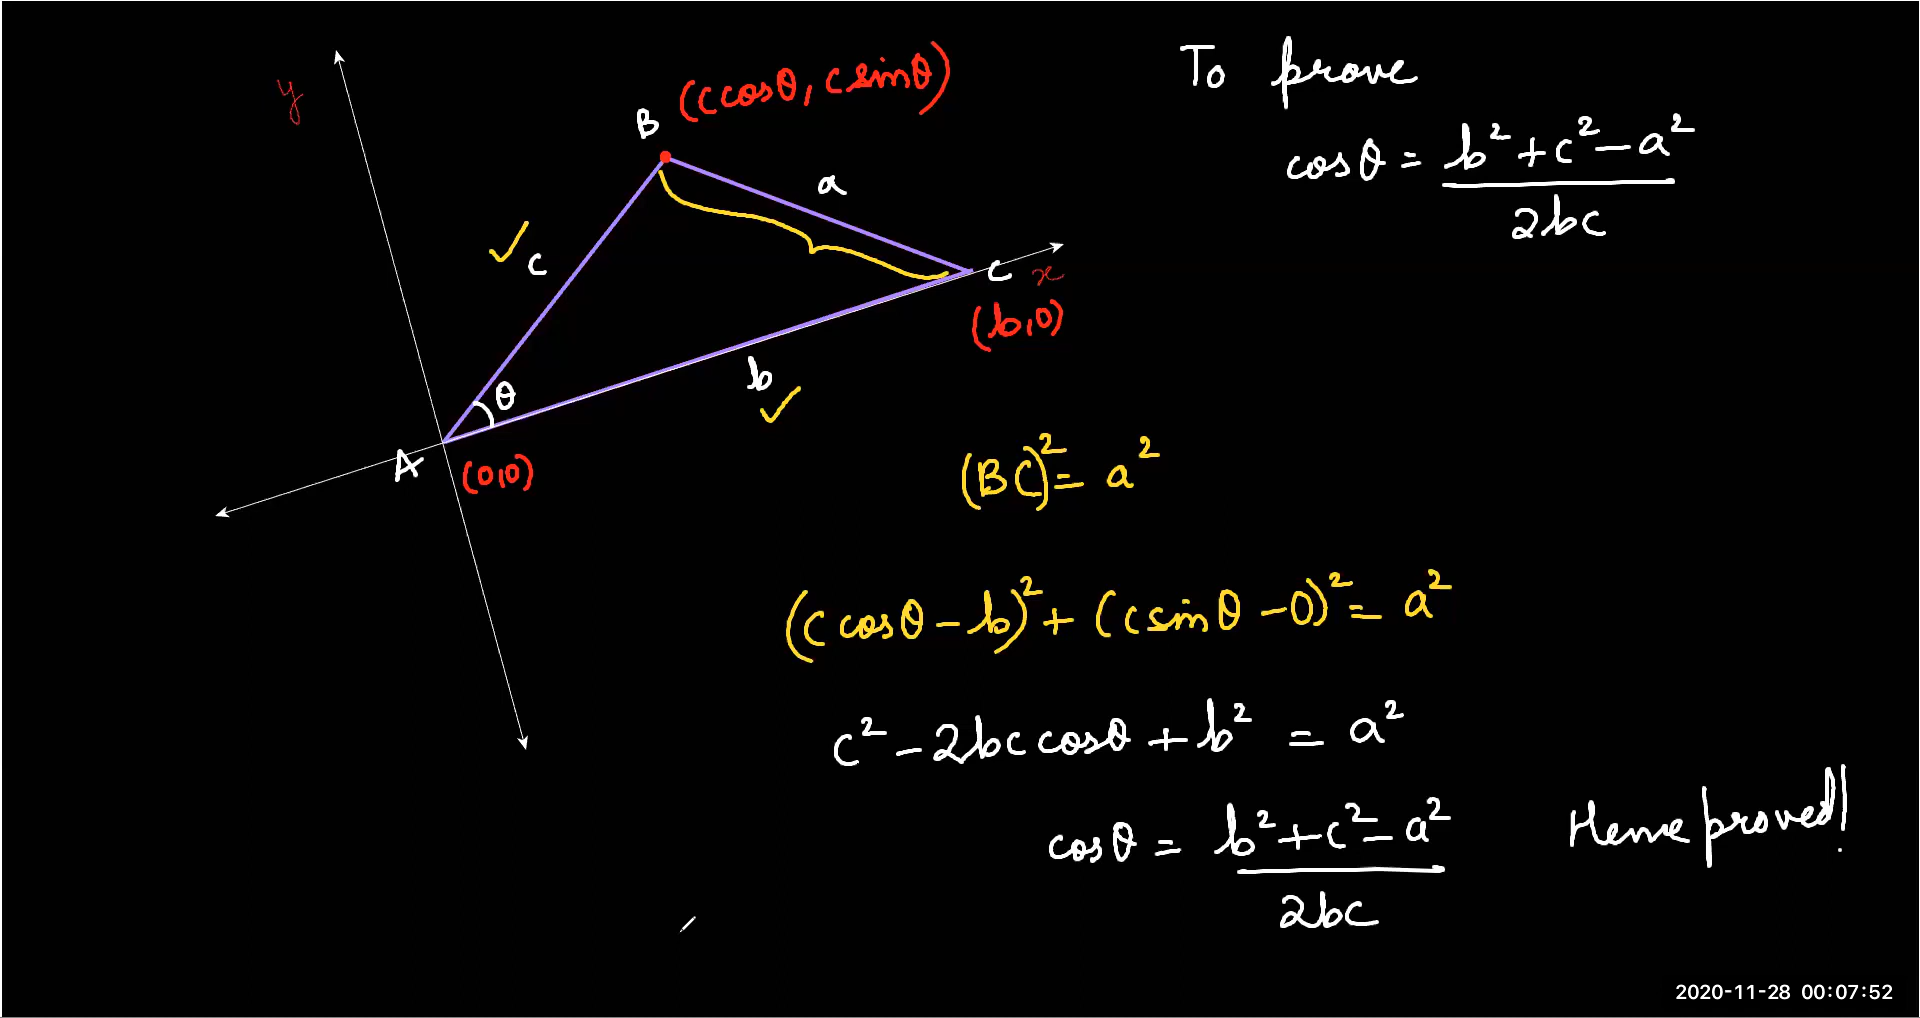 y
B (c cosθ, c sinθ)
a
c
C x
(b,0)
b
θ
A (0,0)
To prove
cosθ = b²+c²-a²
2bc
(BC)² = a²
(c cosθ - b)² + (c sinθ - 0)² = a²
c² - 2bc cosθ + b² = a²
cosθ = b²+c²-a²
2bc
Hence proved!
2020-11-28 00:07:52